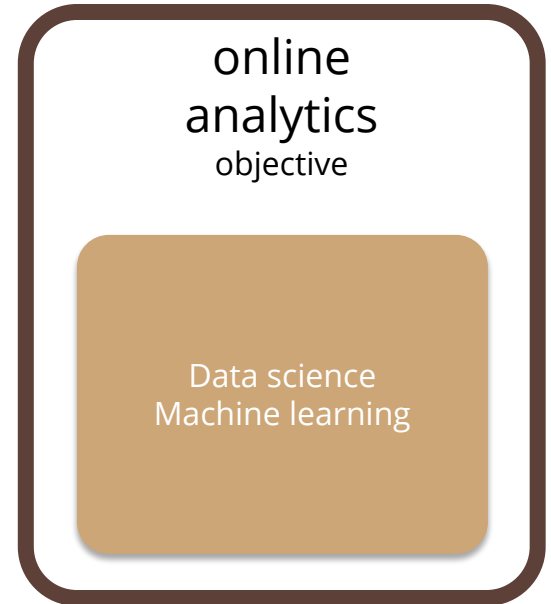 online
analytics
objective
Data science
Machine learning